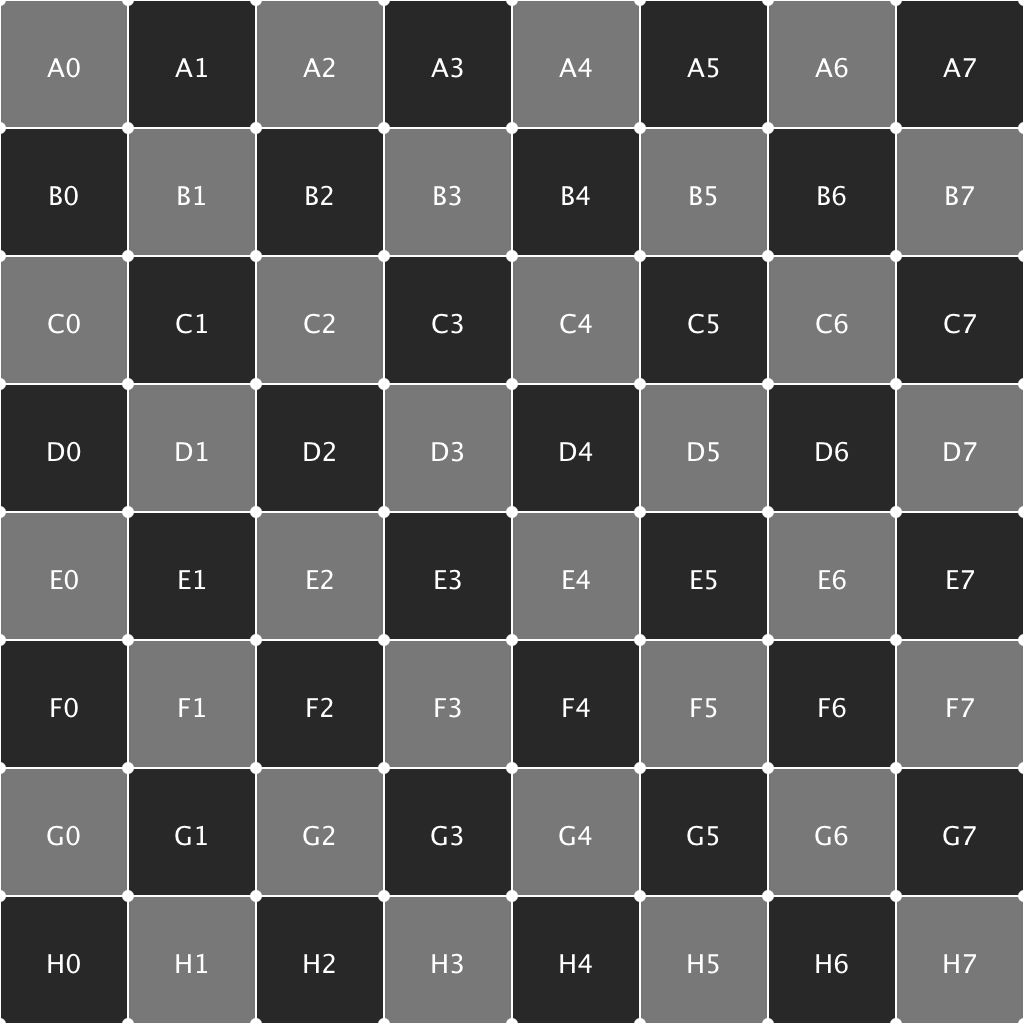 A0 A1 A2 A3 A4 A5 A6 A7
B0 B1 B2 B3 B4 B5 B6 B7
C0 C1 C2 C3 C4 C5 C6 C7
D0 D1 D2 D3 D4 D5 D6 D7
E0 E1 E2 E3 E4 E5 E6 E7
F0 F1 F2 F3 F4 F5 F6 F7
G0 G1 G2 G3 G4 G5 G6 G7
H0 H1 H2 H3 H4 H5 H6 H7